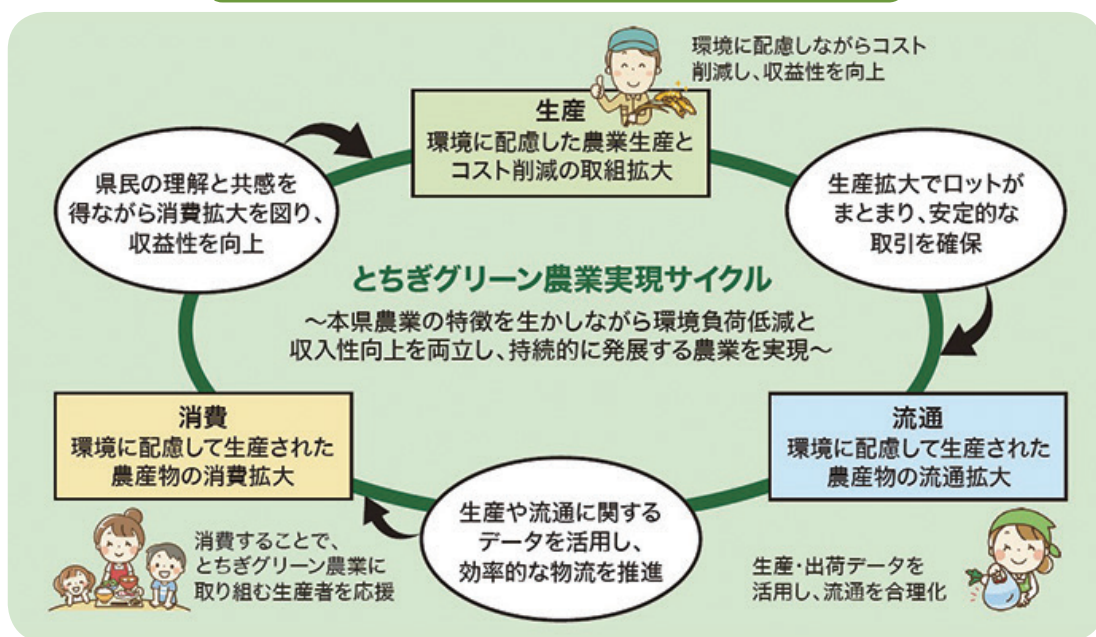 環境に配慮しながらコスト
削減し、収益性を向上
生産
環境に配慮した農業生産と
コスト削減の取組拡大
県民の理解と共感を
得ながら消費拡大を図り、
収益性を向上
生産拡大でロットが
まとまり、安定的な
取引を確保
とちぎグリーン農業実現サイクル
～本県農業の特徴を生かしながら環境負荷低減と
収入性向上を両立し、持続的に発展する農業を実現～
消費
環境に配慮して生産された
農産物の消費拡大
流通
環境に配慮して生産された
農産物の流通拡大
生産や流通に関する
データを活用し、
効率的な物流を推進
消費することで、
とちぎグリーン農業に
取り組む生産者を応援
生産・出荷データを
活用し、流通を合理化